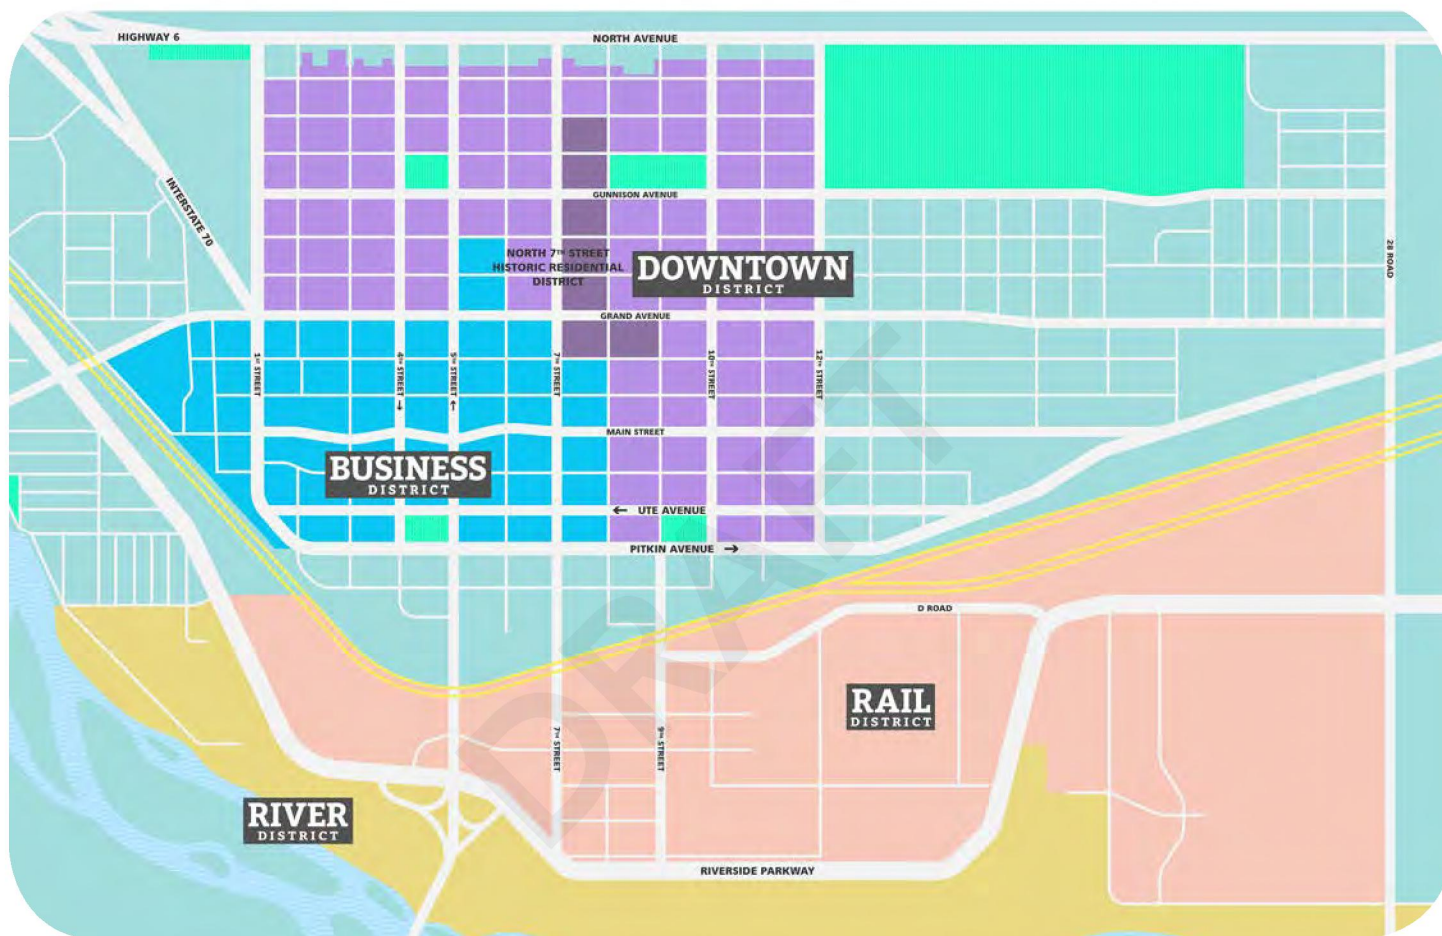 HIGHWAY 6
NORTH AVENUE
INTERSTATE 70
GUNNISON AVENUE
28 ROAD
NORTH 7TH STREET
HISTORIC RESIDENTIAL
DISTRICT
DOWNTOWN
DISTRICT
GRAND AVENUE
1ST STREET
4TH STREET
5TH STREET
7TH STREET
10TH STREET
12TH STREET
MAIN STREET
BUSINESS
DISTRICT
UTE AVENUE
PITKIN AVENUE
D ROAD
RAIL
DISTRICT
7TH STREET
9TH STREET
RIVER
DISTRICT
RIVERSIDE PARKWAY
DRAFT